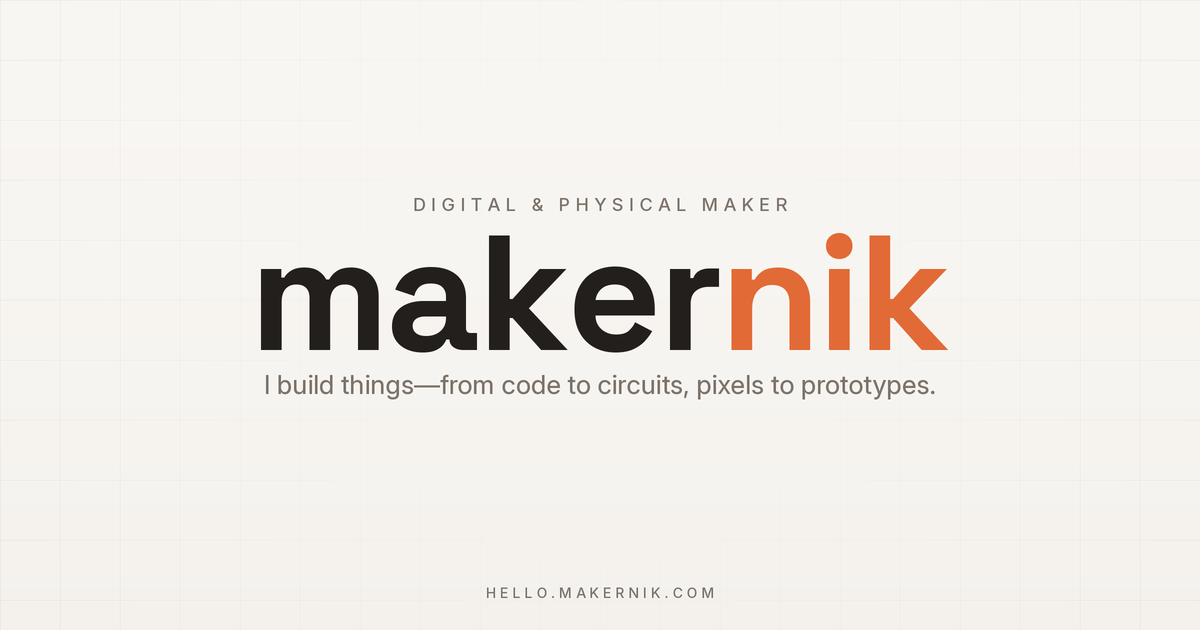 DIGITAL & PHYSICAL MAKER
makernik
I build things—from code to circuits, pixels to prototypes.
HELLO.MAKERNIK.COM